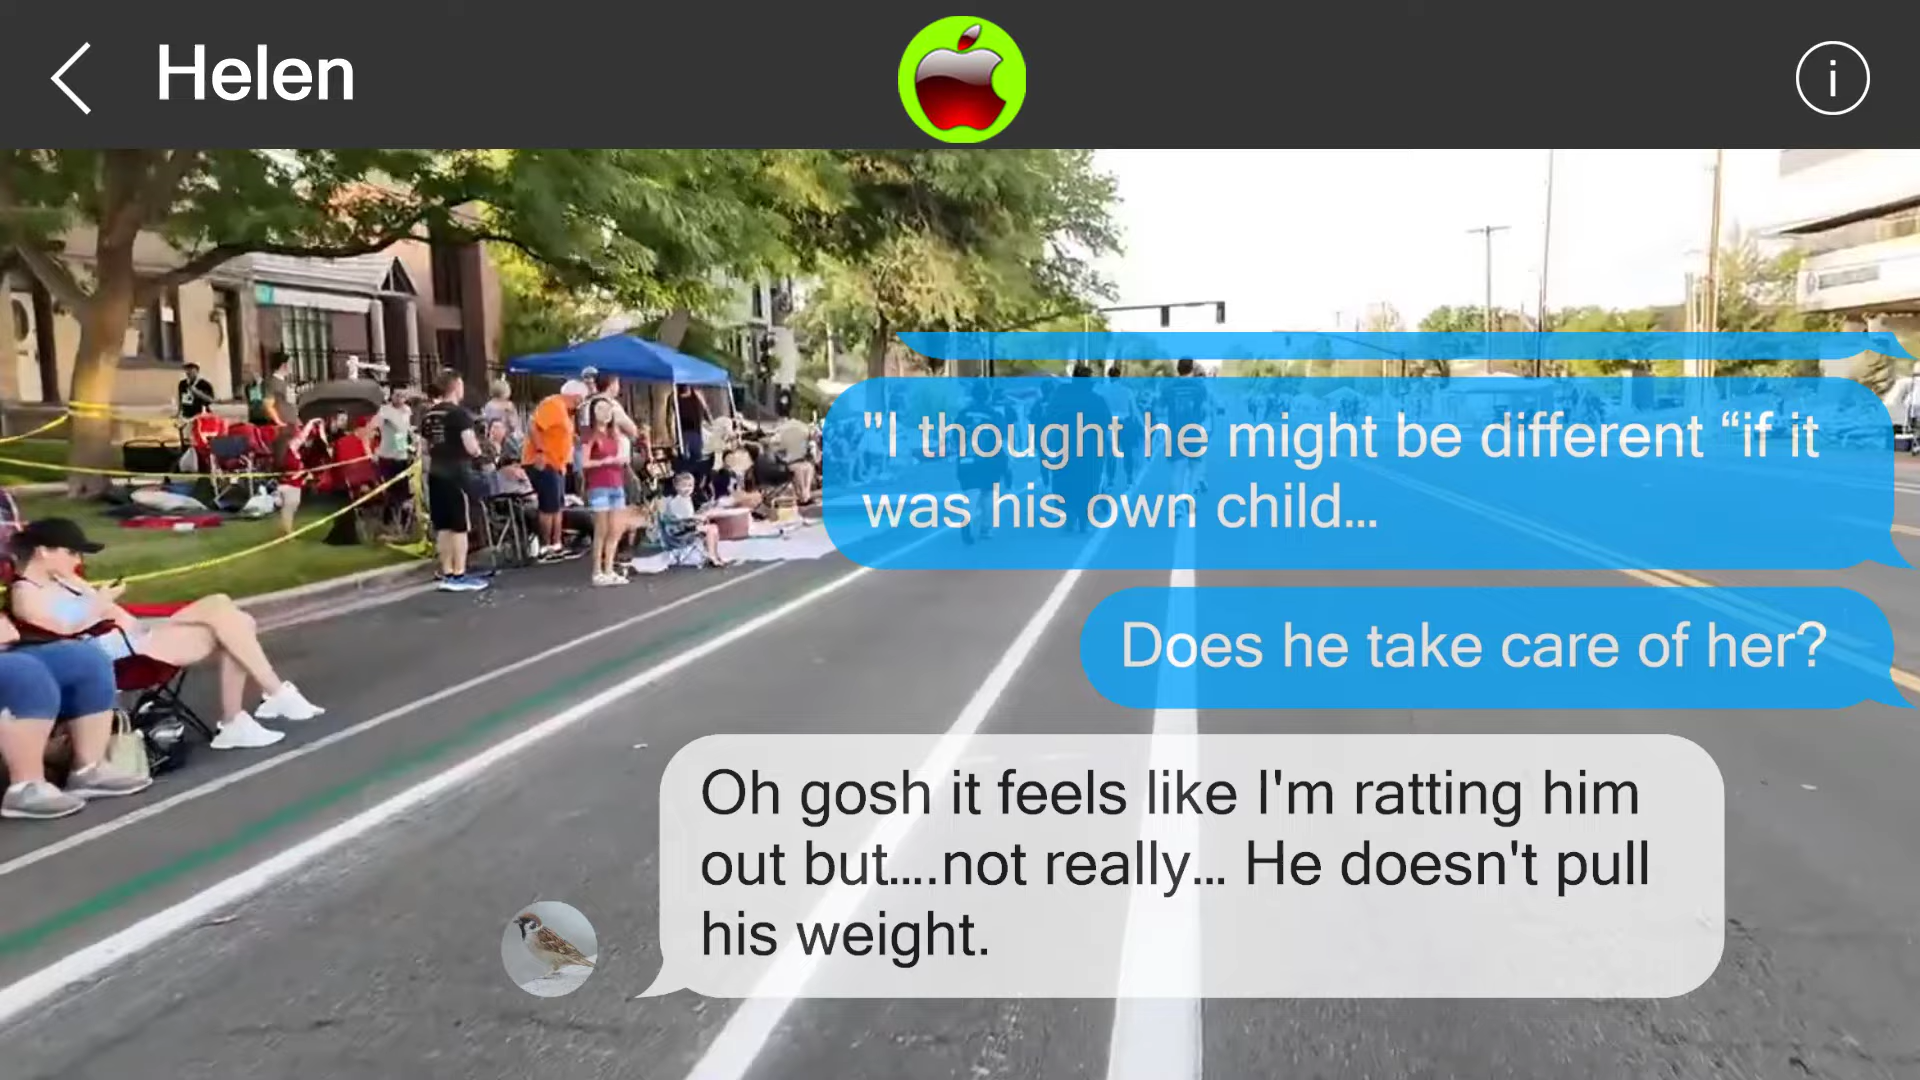 Helen
"I thought he might be different “if it
was his own child...
Does he take care of her?
Oh gosh it feels like I'm ratting him
out but....not really... He doesn't pull
his weight.